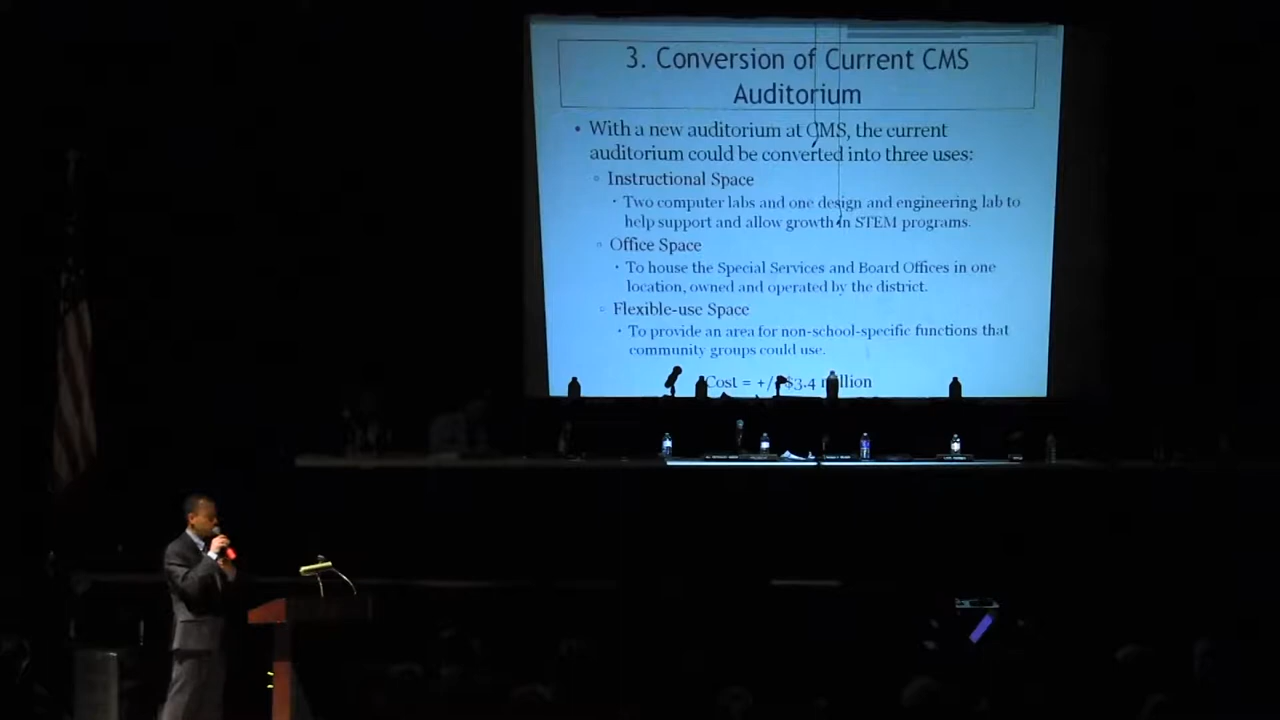 3. Conversion of Current CMS
Auditorium
• With a new auditorium at CMS, the current
auditorium could be converted into three uses:
▫ Instructional Space
Two computer labs and one design and engineering lab to
help support and allow growth in STEM programs.
▫ Office Space
To house the Special Services and Board Offices in one
location, owned and operated by the district.
▫ Flexible-use Space
To provide an area for non-school-specific functions that
community groups could use.
Cost = +/- $3.4 million